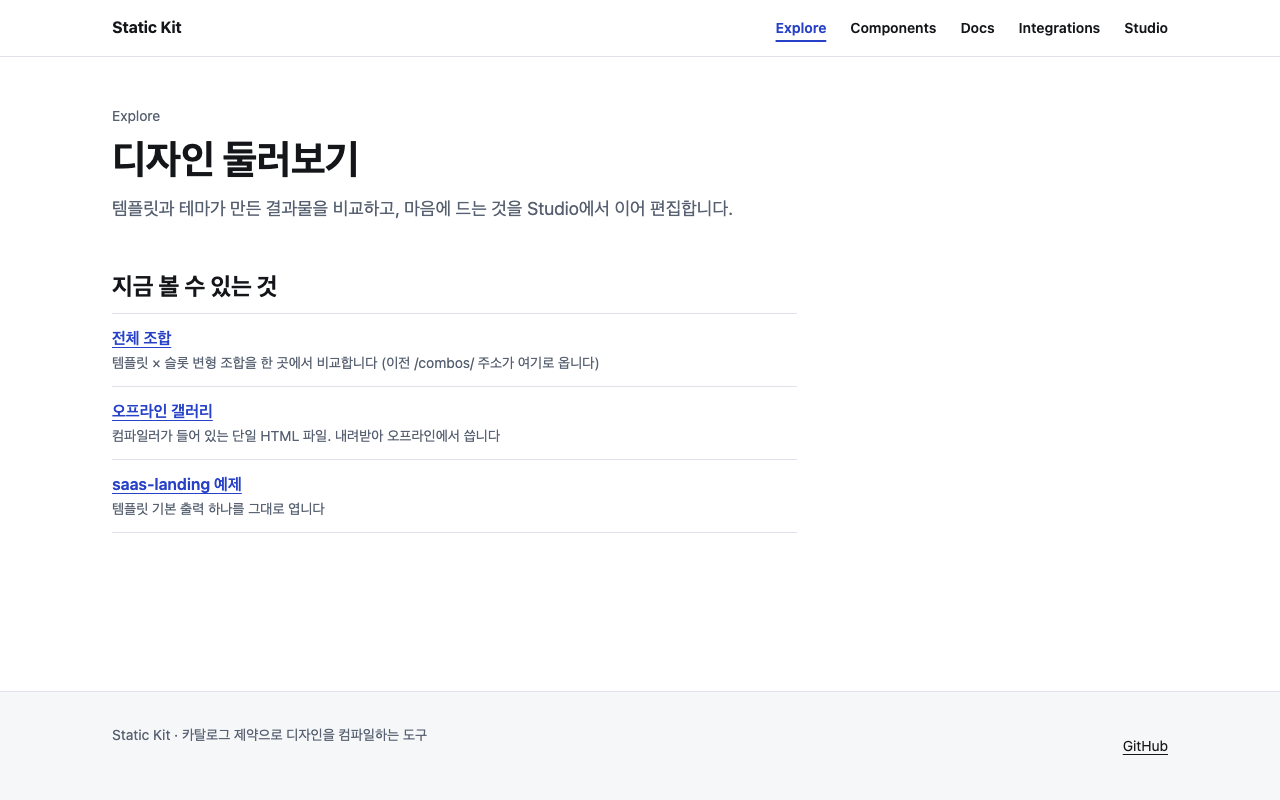 Static Kit
Explore
Components
Docs
Integrations
Studio
Explore
디자인 둘러보기
템플릿과 테마가 만든 결과물을 비교하고, 마음에 드는 것을 Studio에서 이어 편집합니다.
지금 볼 수 있는 것
전체 조합
템플릿 × 슬롯 변형 조합을 한 곳에서 비교합니다 (이전 /combos/ 주소가 여기로 옵니다)
오프라인 갤러리
컴파일러가 들어 있는 단일 HTML 파일. 내려받아 오프라인에서 씁니다
saas-landing 예제
템플릿 기본 출력 하나를 그대로 엽니다
Static Kit · 카탈로그 제약으로 디자인을 컴파일하는 도구
GitHub